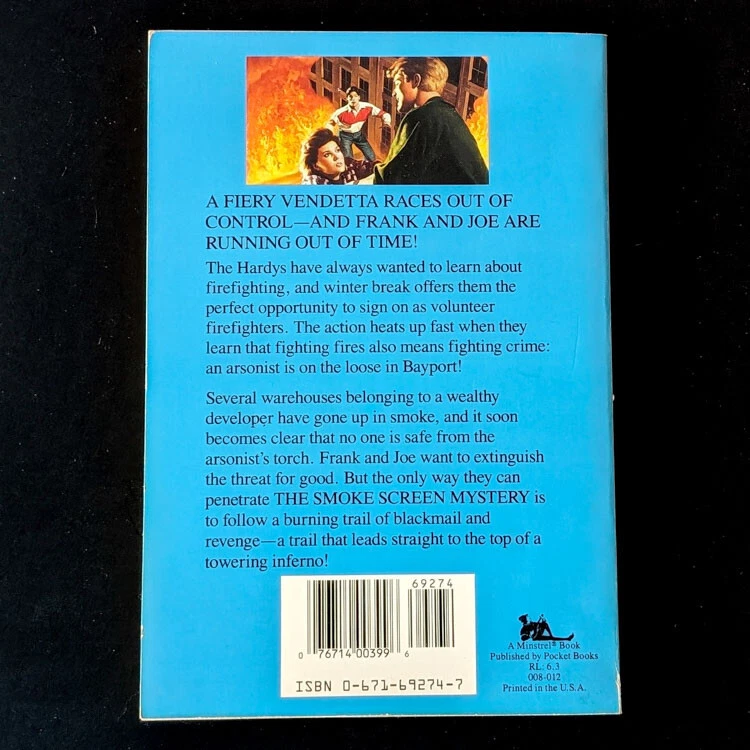 A FIERY VENDETTA RACES OUT OF
CONTROL—AND FRANK AND JOE ARE
RUNNING OUT OF TIME!
The Hardys have always wanted to learn about
firefighting, and winter break offers them the
perfect opportunity to sign on as volunteer
firefighters. The action heats up fast when they
learn that fighting fires also means fighting crime:
an arsonist is on the loose in Bayport!
Several warehouses belonging to a wealthy
developer have gone up in smoke, and it soon
becomes clear that no one is safe from the
arsonist's torch. Frank and Joe want to extinguish
the threat for good. But the only way they can
penetrate THE SMOKE SCREEN MYSTERY is
to follow a burning trail of blackmail and
revenge—a trail that leads straight to the top of a
towering inferno!
69274
0 76714 00399 6
ISBN 0-671-69274-7
A Minstrel® Book
Published by Pocket Books
RL: 6.3
008-012
Printed in the U.S.A.